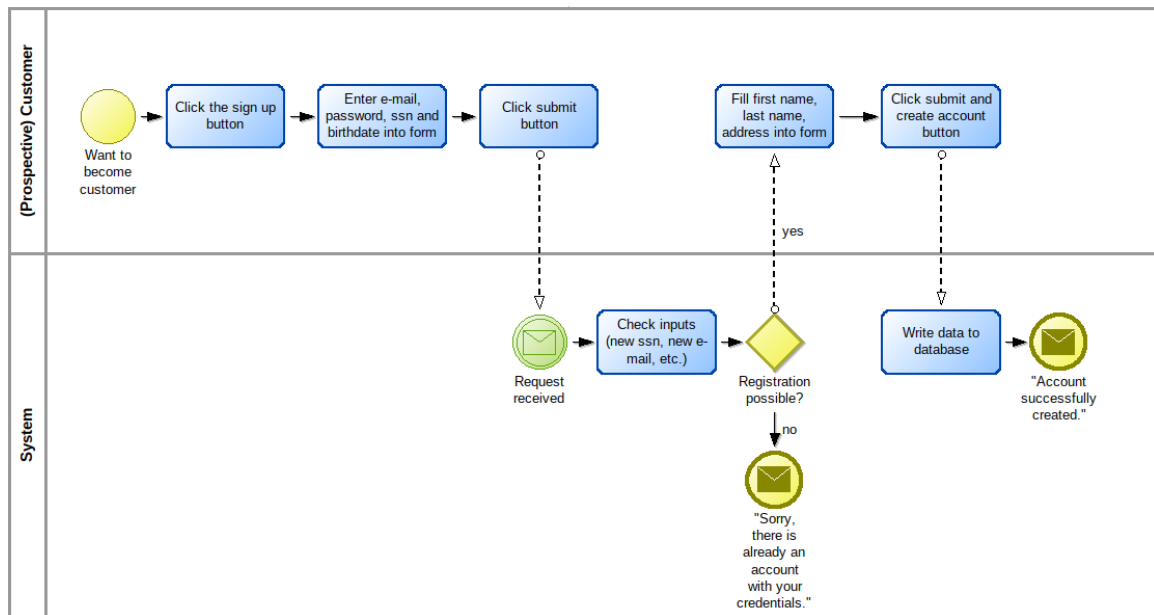 (Prospective) Customer
Want to
become
customer
Click the sign up
button
Enter e-mail,
password, ssn and
birthdate into form
Click submit
button
Fill first name,
last name,
address into form
Click submit and
create account
button
yes
System
Request
received
Check inputs
(new ssn, new e-
mail, etc.)
Registration
possible?
no
"Sorry,
there is
already an
account
with your
credentials."
Write data to
database
"Account
successfully
created."